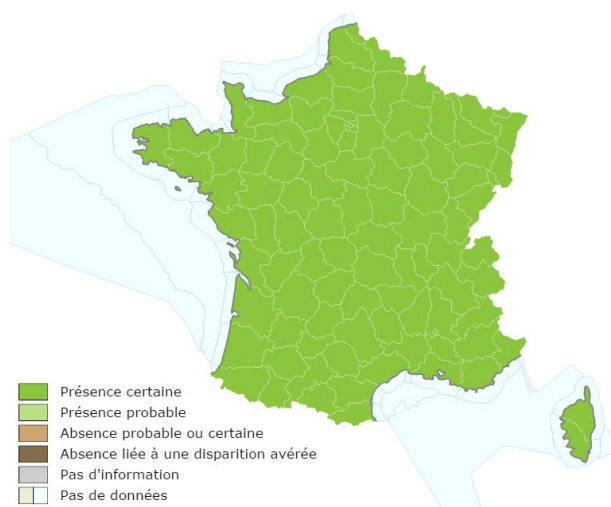 Présence certaine
Présence probable
Absence probable ou certaine
Absence liée à une disparition avérée
Pas d'information
Pas de données